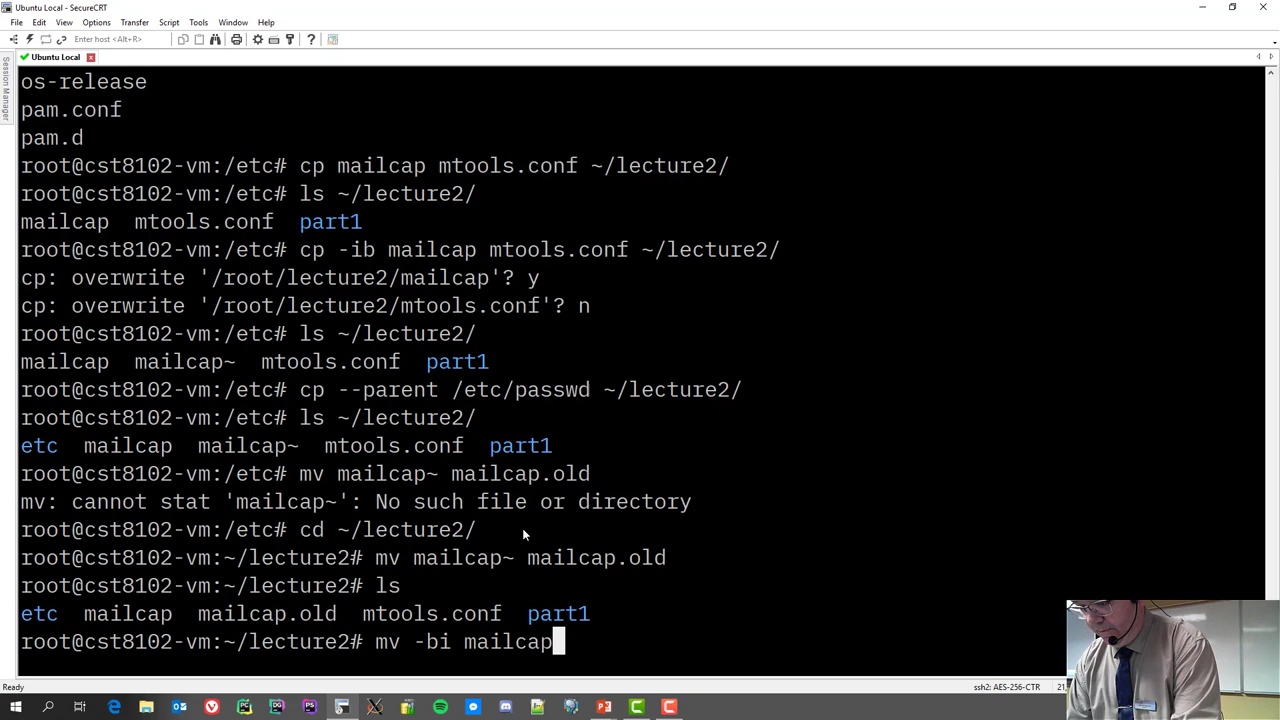 Ubuntu Local - SecureCRT
File Edit View Options Transfer Script Tools Window Help
Enter host <Alt+R>
Ubuntu Local
Session Manager
os-release
pam.conf
pam.d
root@cst8102-vm:/etc# cp mailcap mtools.conf ~/lecture2/
root@cst8102-vm:/etc# ls ~/lecture2/
mailcap mtools.conf part1
root@cst8102-vm:/etc# cp -ib mailcap mtools.conf ~/lecture2/
cp: overwrite '/root/lecture2/mailcap'? y
cp: overwrite '/root/lecture2/mtools.conf'? n
root@cst8102-vm:/etc# ls ~/lecture2/
mailcap mailcap~ mtools.conf part1
root@cst8102-vm:/etc# cp --parent /etc/passwd ~/lecture2/
root@cst8102-vm:/etc# ls ~/lecture2/
etc mailcap mailcap~ mtools.conf part1
root@cst8102-vm:/etc# mv mailcap~ mailcap.old
mv: cannot stat 'mailcap~': No such file or directory
root@cst8102-vm:/etc# cd ~/lecture2/
root@cst8102-vm:~/lecture2# mv mailcap~ mailcap.old
root@cst8102-vm:~/lecture2# ls
etc mailcap mailcap.old mtools.conf part1
root@cst8102-vm:~/lecture2# mv -bi mailcap
Ready
ssh2: AES-256-CTR